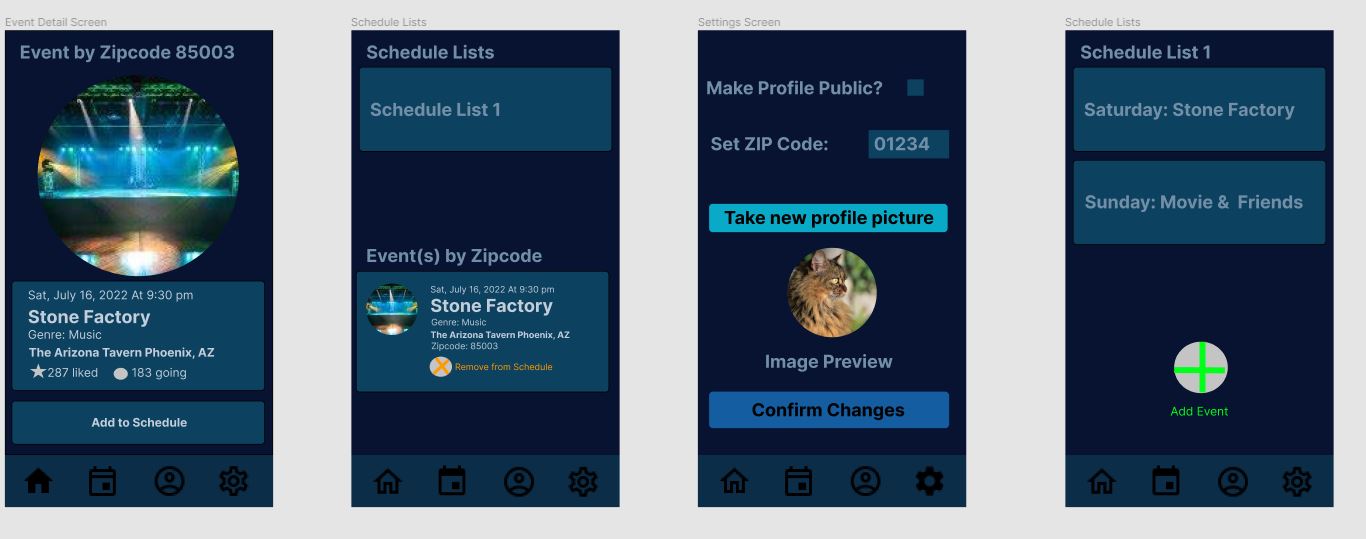 Event Detail Screen
Event by Zipcode 85003
Sat, July 16, 2022 At 9:30 pm
Stone Factory
Genre: Music
The Arizona Tavern Phoenix, AZ
287 liked 183 going
Add to Schedule
Schedule Lists
Schedule Lists
Schedule List 1
Event(s) by Zipcode
Sat, July 16, 2022 At 9:30 pm
Stone Factory
Genre: Music
The Arizona Tavern Phoenix, AZ
Zipcode: 85003
Remove from Schedule
Settings Screen
Make Profile Public?
Set ZIP Code: 01234
Take new profile picture
Image Preview
Confirm Changes
Schedule Lists
Schedule List 1
Saturday: Stone Factory
Sunday: Movie & Friends
Add Event